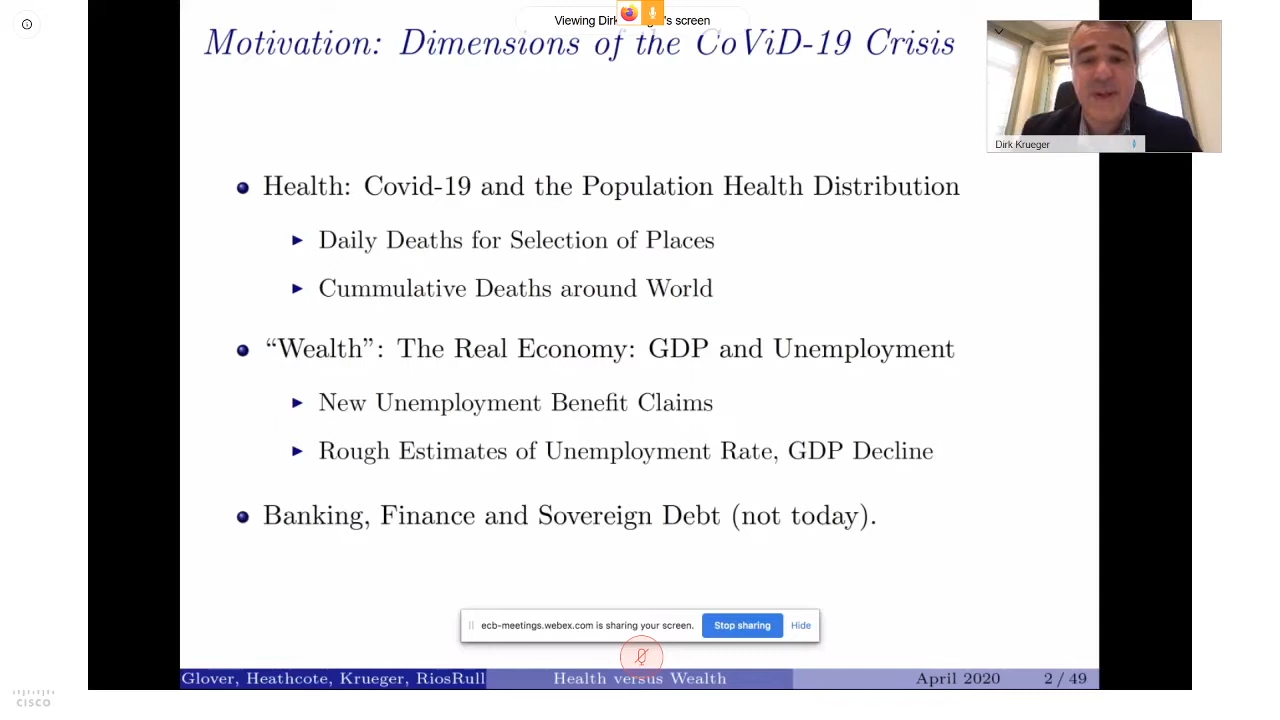 Viewing Dirk 's screen
Motivation: Dimensions of the CoViD-19 Crisis
Dirk Krueger
Health: Covid-19 and the Population Health Distribution
Daily Deaths for Selection of Places
Cummulative Deaths around World
“Wealth”: The Real Economy: GDP and Unemployment
New Unemployment Benefit Claims
Rough Estimates of Unemployment Rate, GDP Decline
Banking, Finance and Sovereign Debt (not today).
ecb-meetings.webex.com is sharing your screen. Stop sharing Hide
Glover, Heathcote, Krueger, RiosRull Health versus Wealth April 2020 2 / 49
CISCO